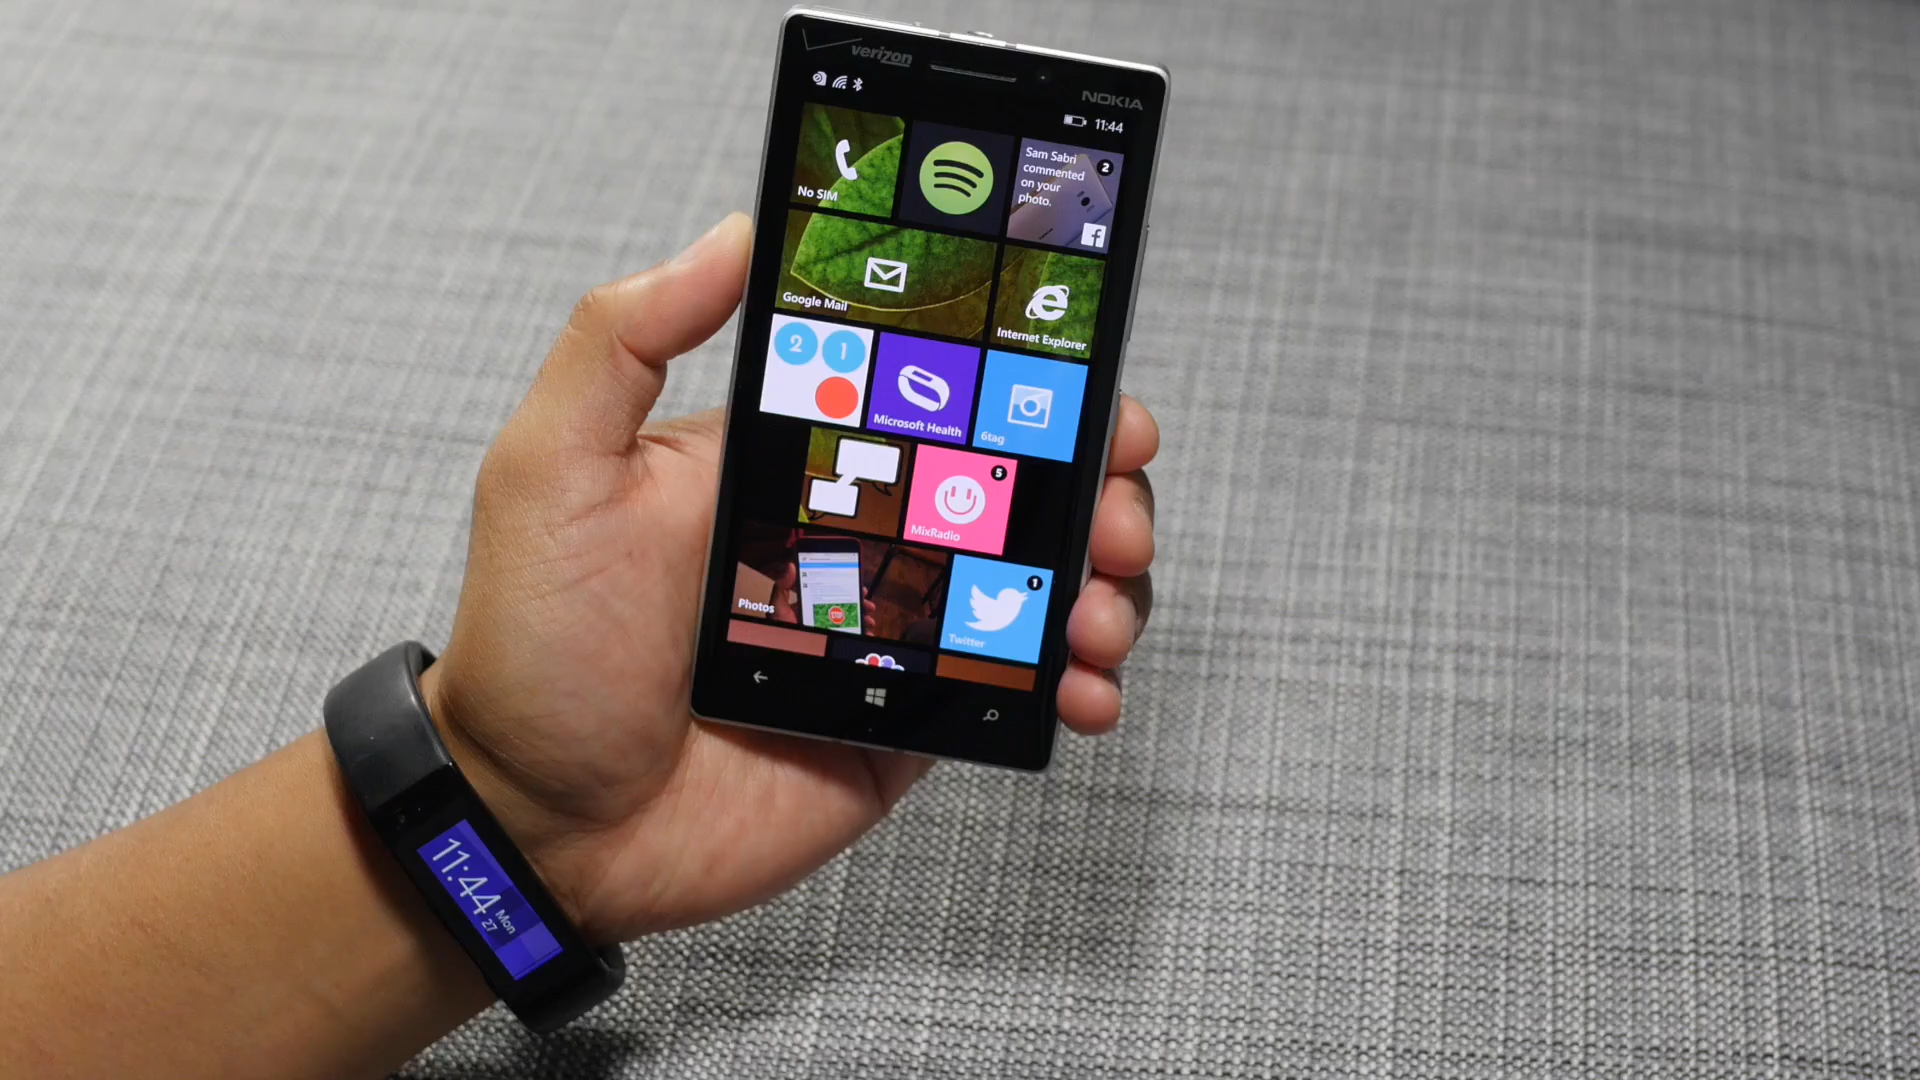 verizon
NOKIA
11:44
No SIM
Sam Sabri
commented
on your
photo.
2
Google Mail
Internet Explorer
2 1
Microsoft Health
6tag
5
MixRadio
Photos
STOP
1
Twitter
11:44
Mon
27